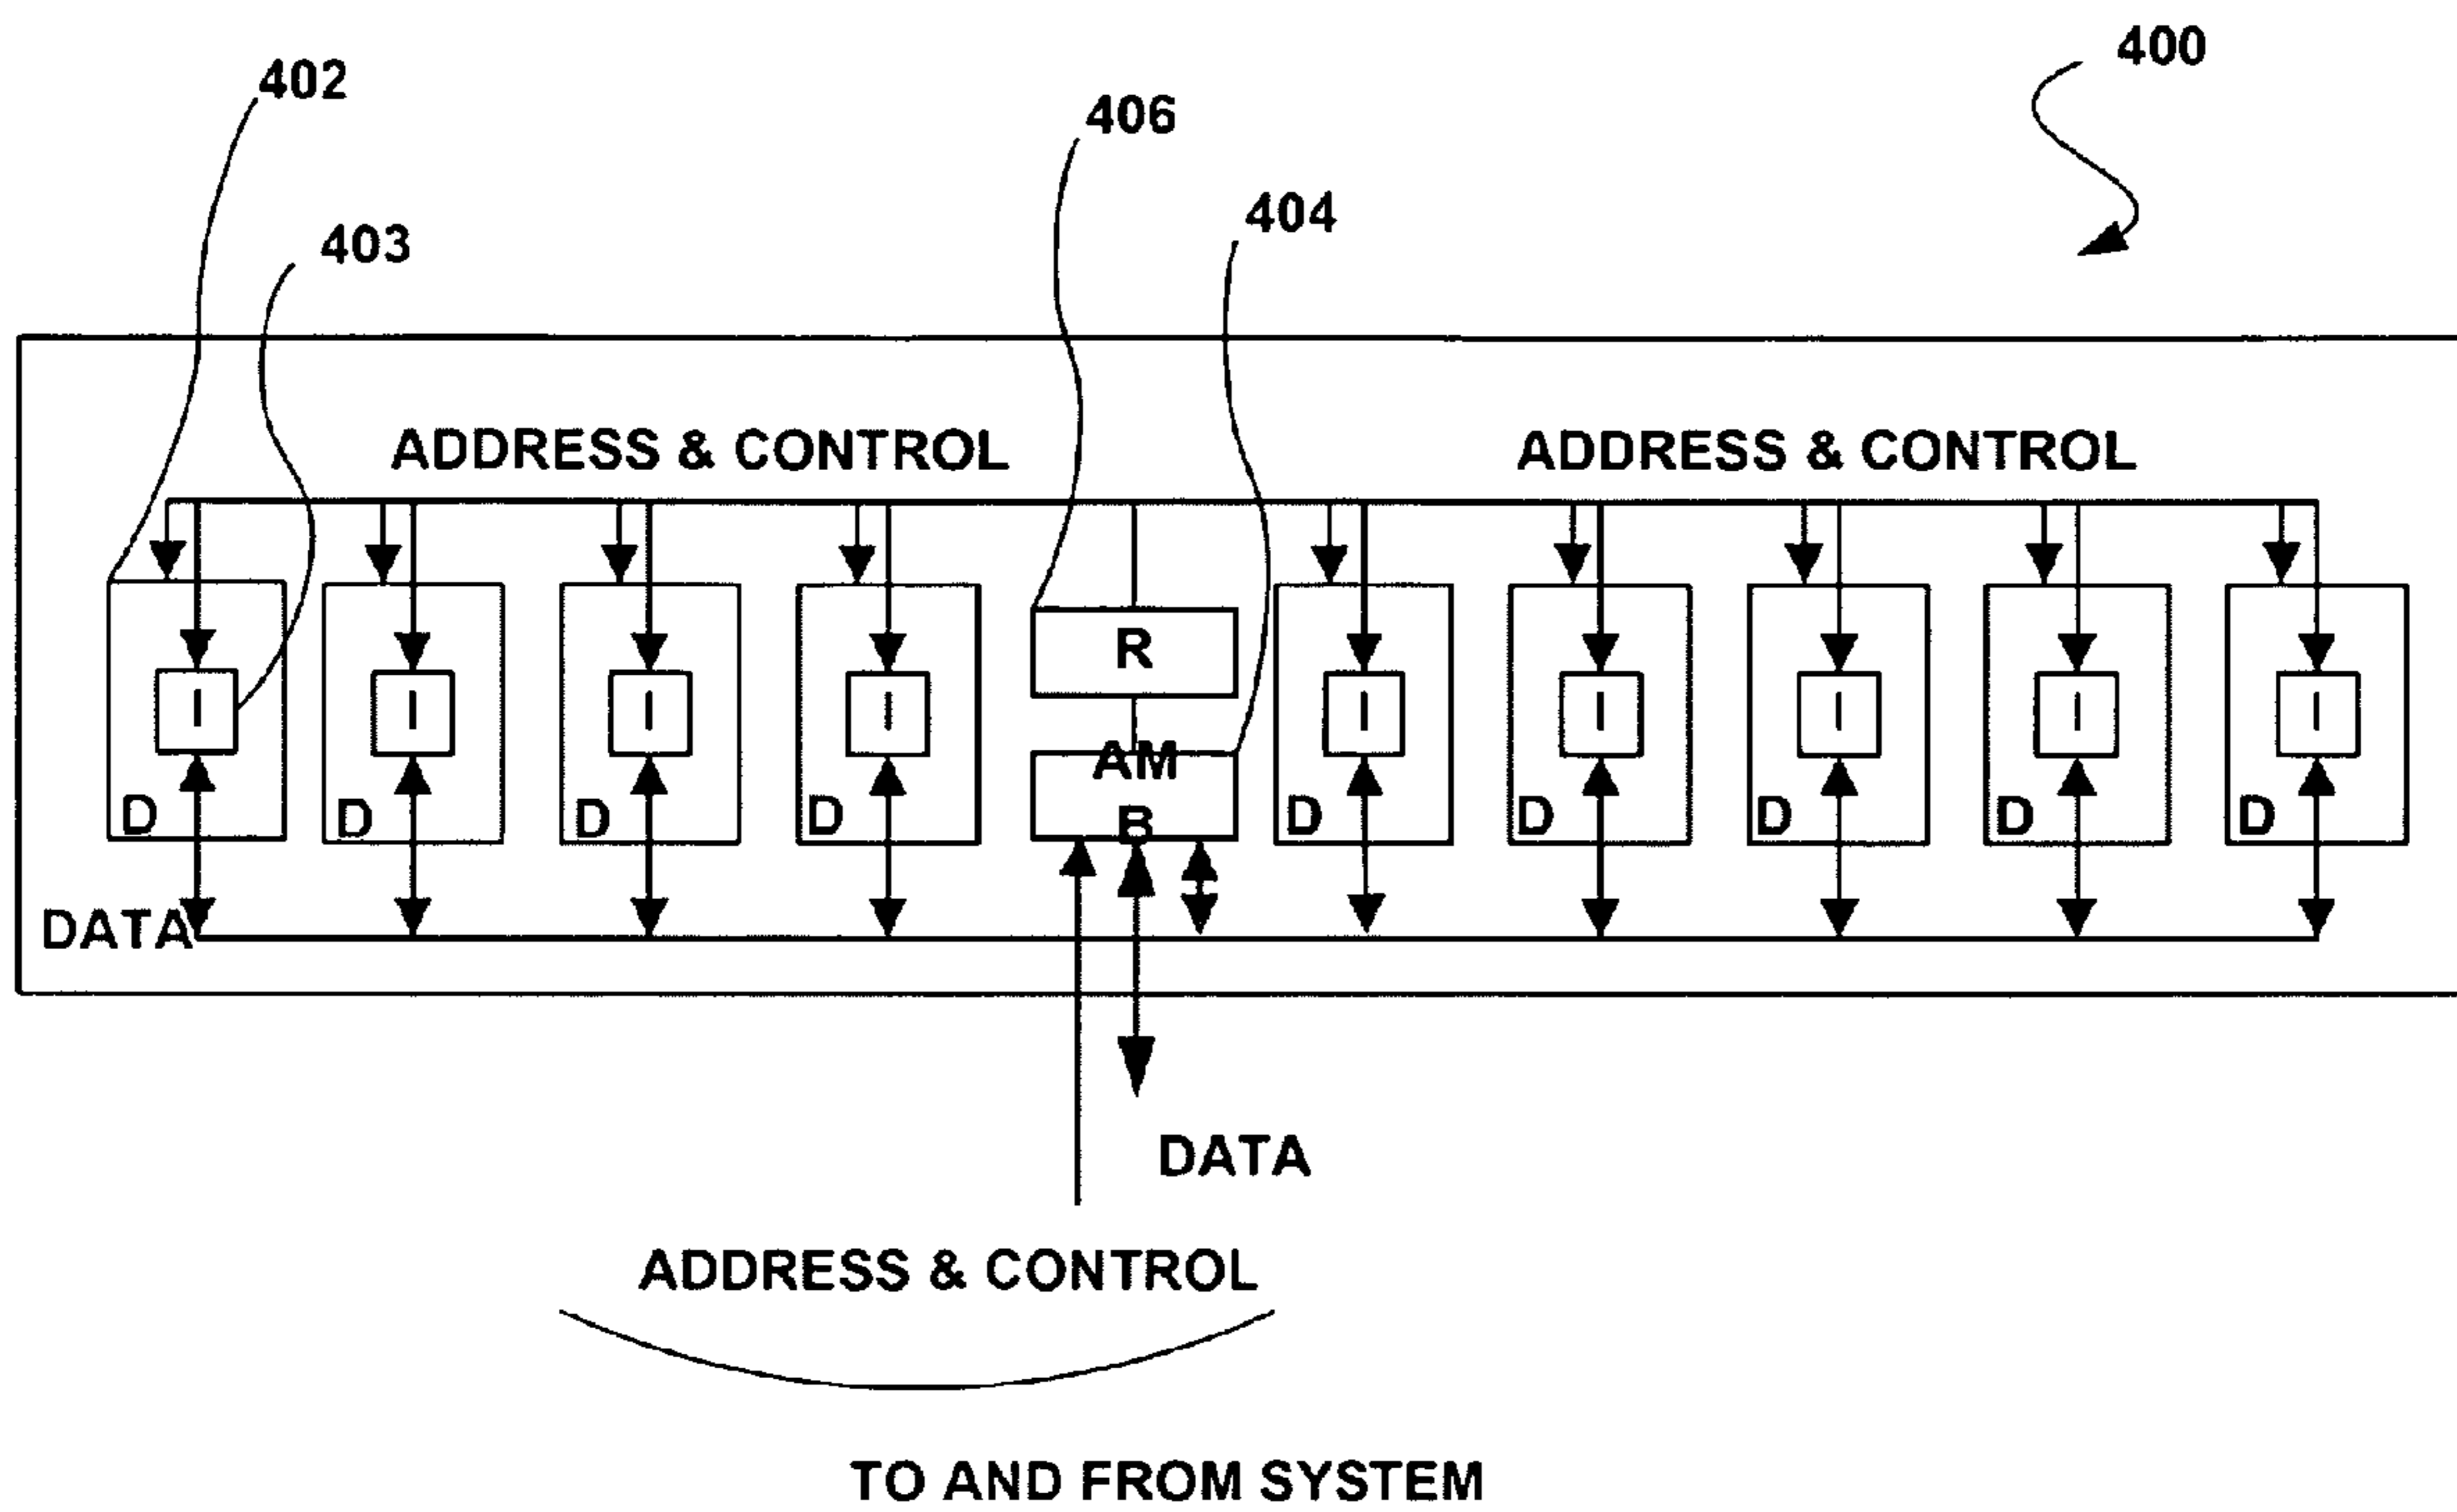 400
402
406
404
403
ADDRESS & CONTROL
ADDRESS & CONTROL
R
I
I
I
I
I
I
I
I
I
AM
B
D
D
D
D
D
D
D
D
D
DATA
DATA
ADDRESS & CONTROL
TO AND FROM SYSTEM